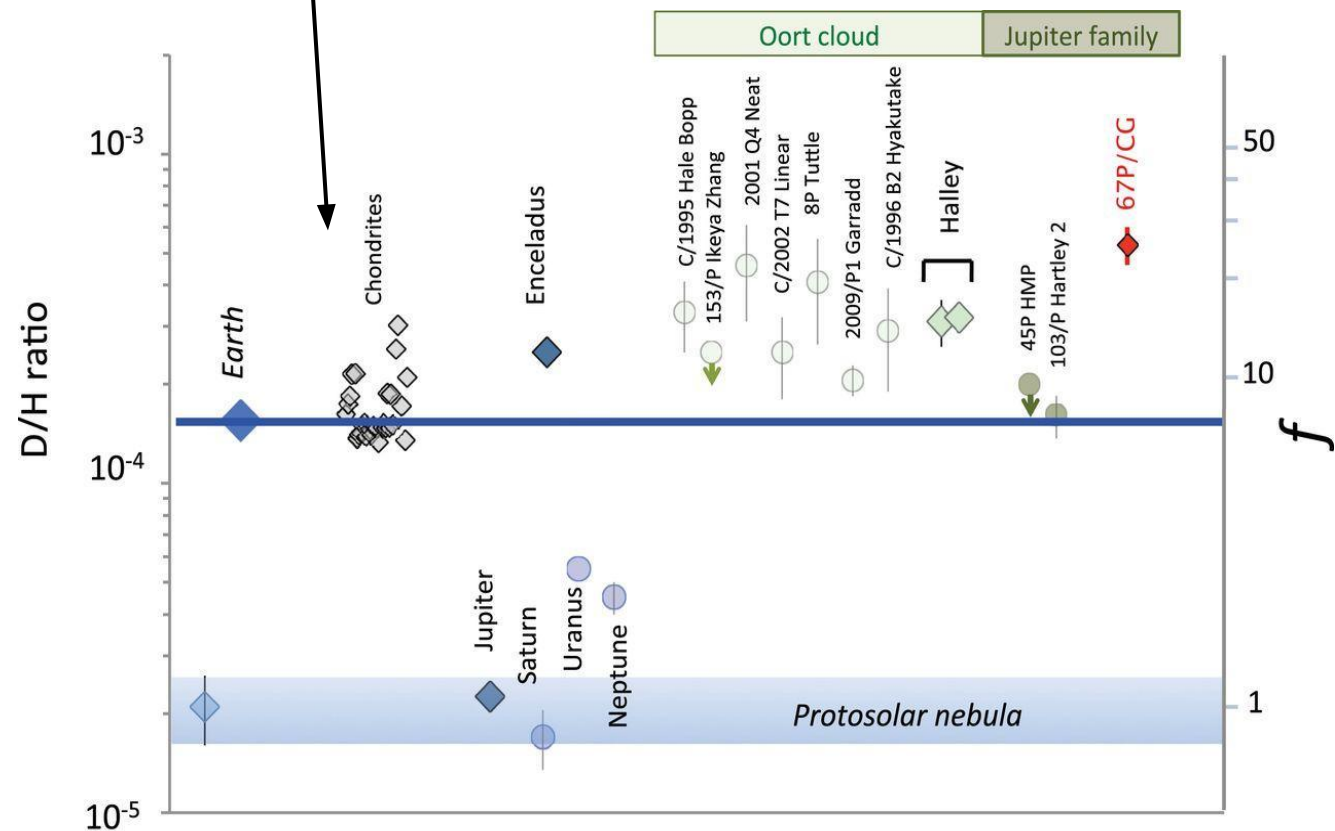 Oort cloud
Jupiter family
10-3
10-4
10-5
D/H ratio
Earth
Chondrites
Enceladus
C/1995 Hale Bopp
153/P Ikeya Zhang
2001 Q4 Neat
C/2002 T7 Linear
8P Tuttle
2009/P1 Garradd
C/1996 B2 Hyakutake
Halley
45P HMP
103/P Hartley 2
67P/CG
Jupiter
Saturn
Uranus
Neptune
Protosolar nebula
50
10
1
f